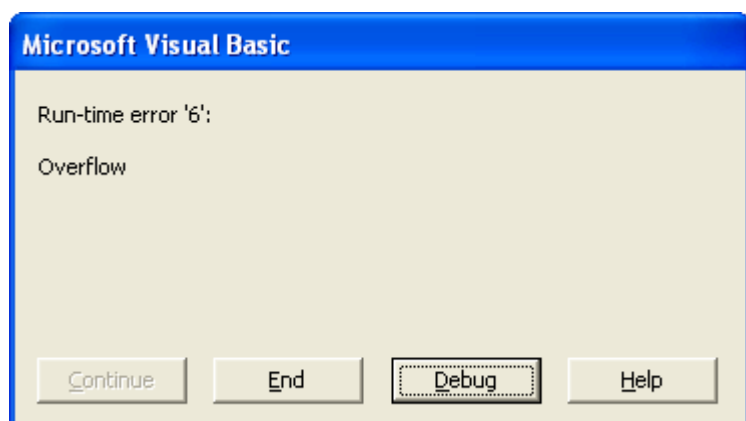 Microsoft Visual Basic
Run-time error '6':
Overflow
Continue End Debug Help